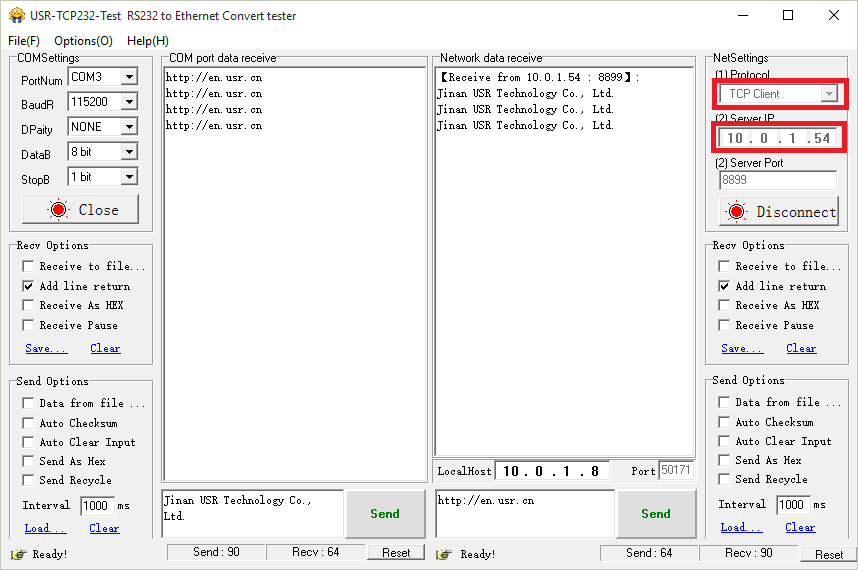 USR-TCP232-Test RS232 to Ethernet Convert tester
File(F) Options(O) Help(H)
COMSettings
PortNum COM3
BaudR 115200
DPaity NONE
DataB 8 bit
StopB 1 bit
Close
Recv Options
Receive to file...
Add line return
Receive As HEX
Receive Pause
Save... Clear
Send Options
Data from file ...
Auto Checksum
Auto Clear Input
Send As Hex
Send Recycle
Interval 1000 ms
Load... Clear
Ready!
COM port data receive
http://en.usr.cn
http://en.usr.cn
http://en.usr.cn
http://en.usr.cn
Jinan USR Technology Co.,
Ltd.
Send
Send : 90 Recv : 64 Reset
Network data receive
【Receive from 10.0.1.54 : 8899】:
Jinan USR Technology Co., Ltd.
Jinan USR Technology Co., Ltd.
Jinan USR Technology Co., Ltd.
LocalHost 10 . 0 . 1 . 8 Port 50171
http://en.usr.cn
Send
Ready!
Send : 64 Recv : 90 Reset
NetSettings
(1) Protocol
TCP Client
(2) Server IP
10 . 0 . 1 .54
(2) Server Port
8899
Disconnect
Recv Options
Receive to file...
Add line return
Receive As HEX
Receive Pause
Save... Clear
Send Options
Data from file ...
Auto Checksum
Auto Clear Input
Send As Hex
Send Recycle
Interval 1000 ms
Load... Clear